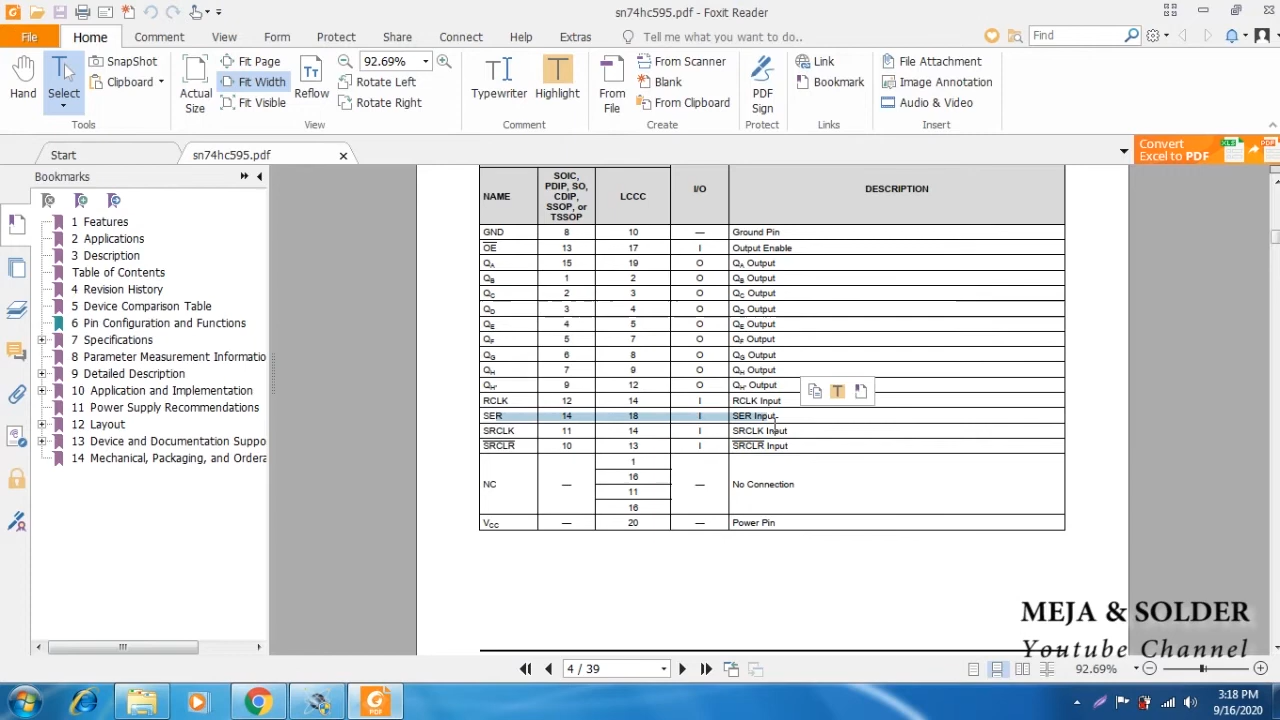 sn74hc595.pdf - Foxit Reader
File Home Comment View Form Protect Share Connect Help Extras Tell me what you want to do.. Find
Hand
Select
SnapShot
Clipboard
Tools
Actual Size
Fit Page
Fit Width
Fit Visible
Reflow
92.69%
Rotate Left
Rotate Right
View
Typewriter
Highlight
Comment
From File
From Scanner
Blank
From Clipboard
Create
PDF Sign
Protect
Link
Bookmark
Links
File Attachment
Image Annotation
Audio & Video
Insert
Start sn74hc595.pdf
Convert
Excel to PDF
Bookmarks
1 Features
2 Applications
3 Description
Table of Contents
4 Revision History
5 Device Comparison Table
6 Pin Configuration and Functions
7 Specifications
8 Parameter Measurement Informatio
9 Detailed Description
10 Application and Implementation
11 Power Supply Recommendations
12 Layout
13 Device and Documentation Suppo
14 Mechanical, Packaging, and Ordera
NAME SOIC, PDIP, SO, CDIP, SSOP, or TSSOP LCCC I/O DESCRIPTION
GND 8 10 — Ground Pin
OE 13 17 I Output Enable
QA 15 19 O QA Output
QB 1 2 O QB Output
QC 2 3 O QC Output
QD 3 4 O QD Output
QE 4 5 O QE Output
QF 5 7 O QF Output
QG 6 8 O QG Output
QH 7 9 O QH Output
QH' 9 12 O QH' Output
RCLK 12 14 I RCLK Input
SER 14 18 I SER Input
SRCLK 11 14 I SRCLK Input
SRCLR 10 13 I SRCLR Input
NC — 1 16 11 16 — No Connection
VCC — 20 — Power Pin
MEJA & SOLDER
Youtube Channel
4 / 39
92.69%
3:18 PM
9/16/2020